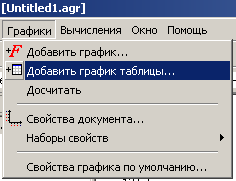 [Untitled1.agr]
Графики Вычисления Окно Помощь
Добавить график...
Добавить график таблицы...
Досчитать
Свойства документа...
Наборы свойств
Свойства графика по умолчанию...